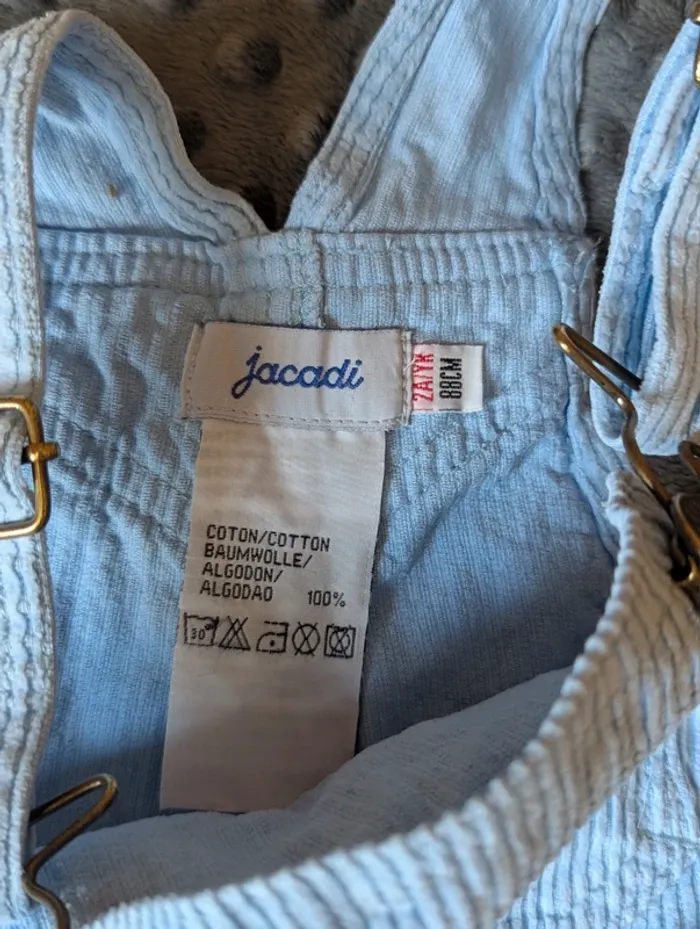 jacadi
2A/YR
88CM
COTON/COTTON
BAUMWOLLE/
ALGODON/
ALGODAO 100%
30°